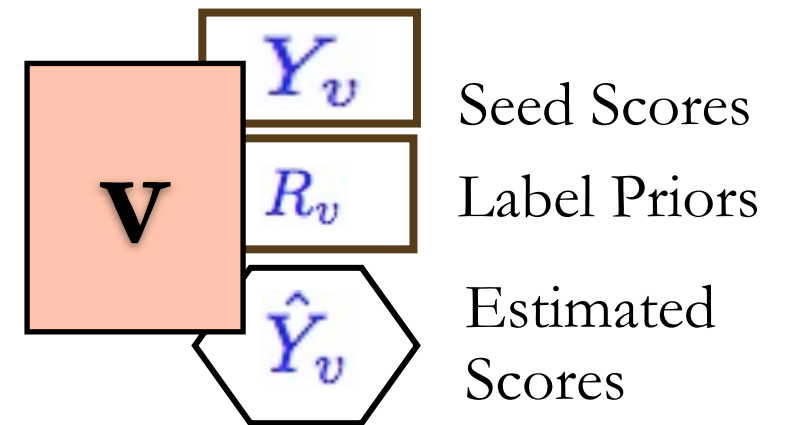 Y_v
Seed Scores
v
R_v
Label Priors
Ŷ_v
Estimated
Scores